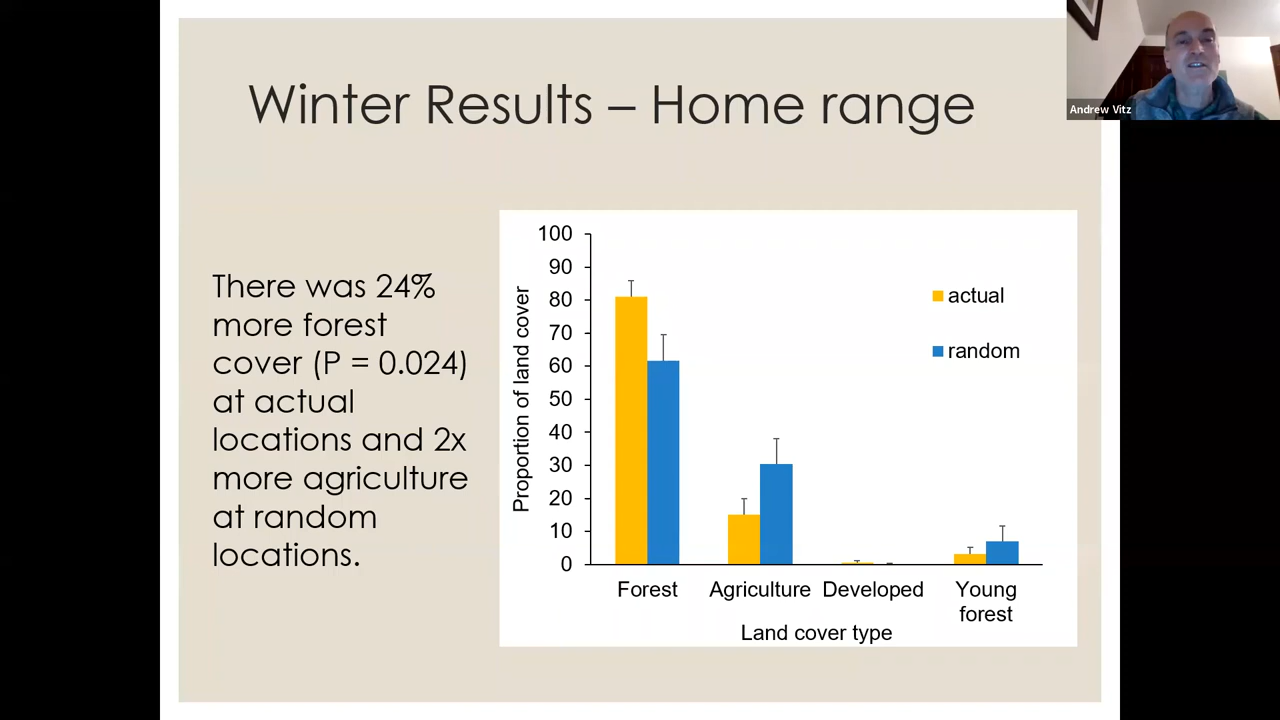 Winter Results – Home range
Andrew Vitz
There was 24%
more forest
cover (P = 0.024)
at actual
locations and 2x
more agriculture
at random
locations.
Proportion of land cover
100
90
80
70
60
50
40
30
20
10
0
actual
random
Forest
Agriculture
Developed
Young
forest
Land cover type